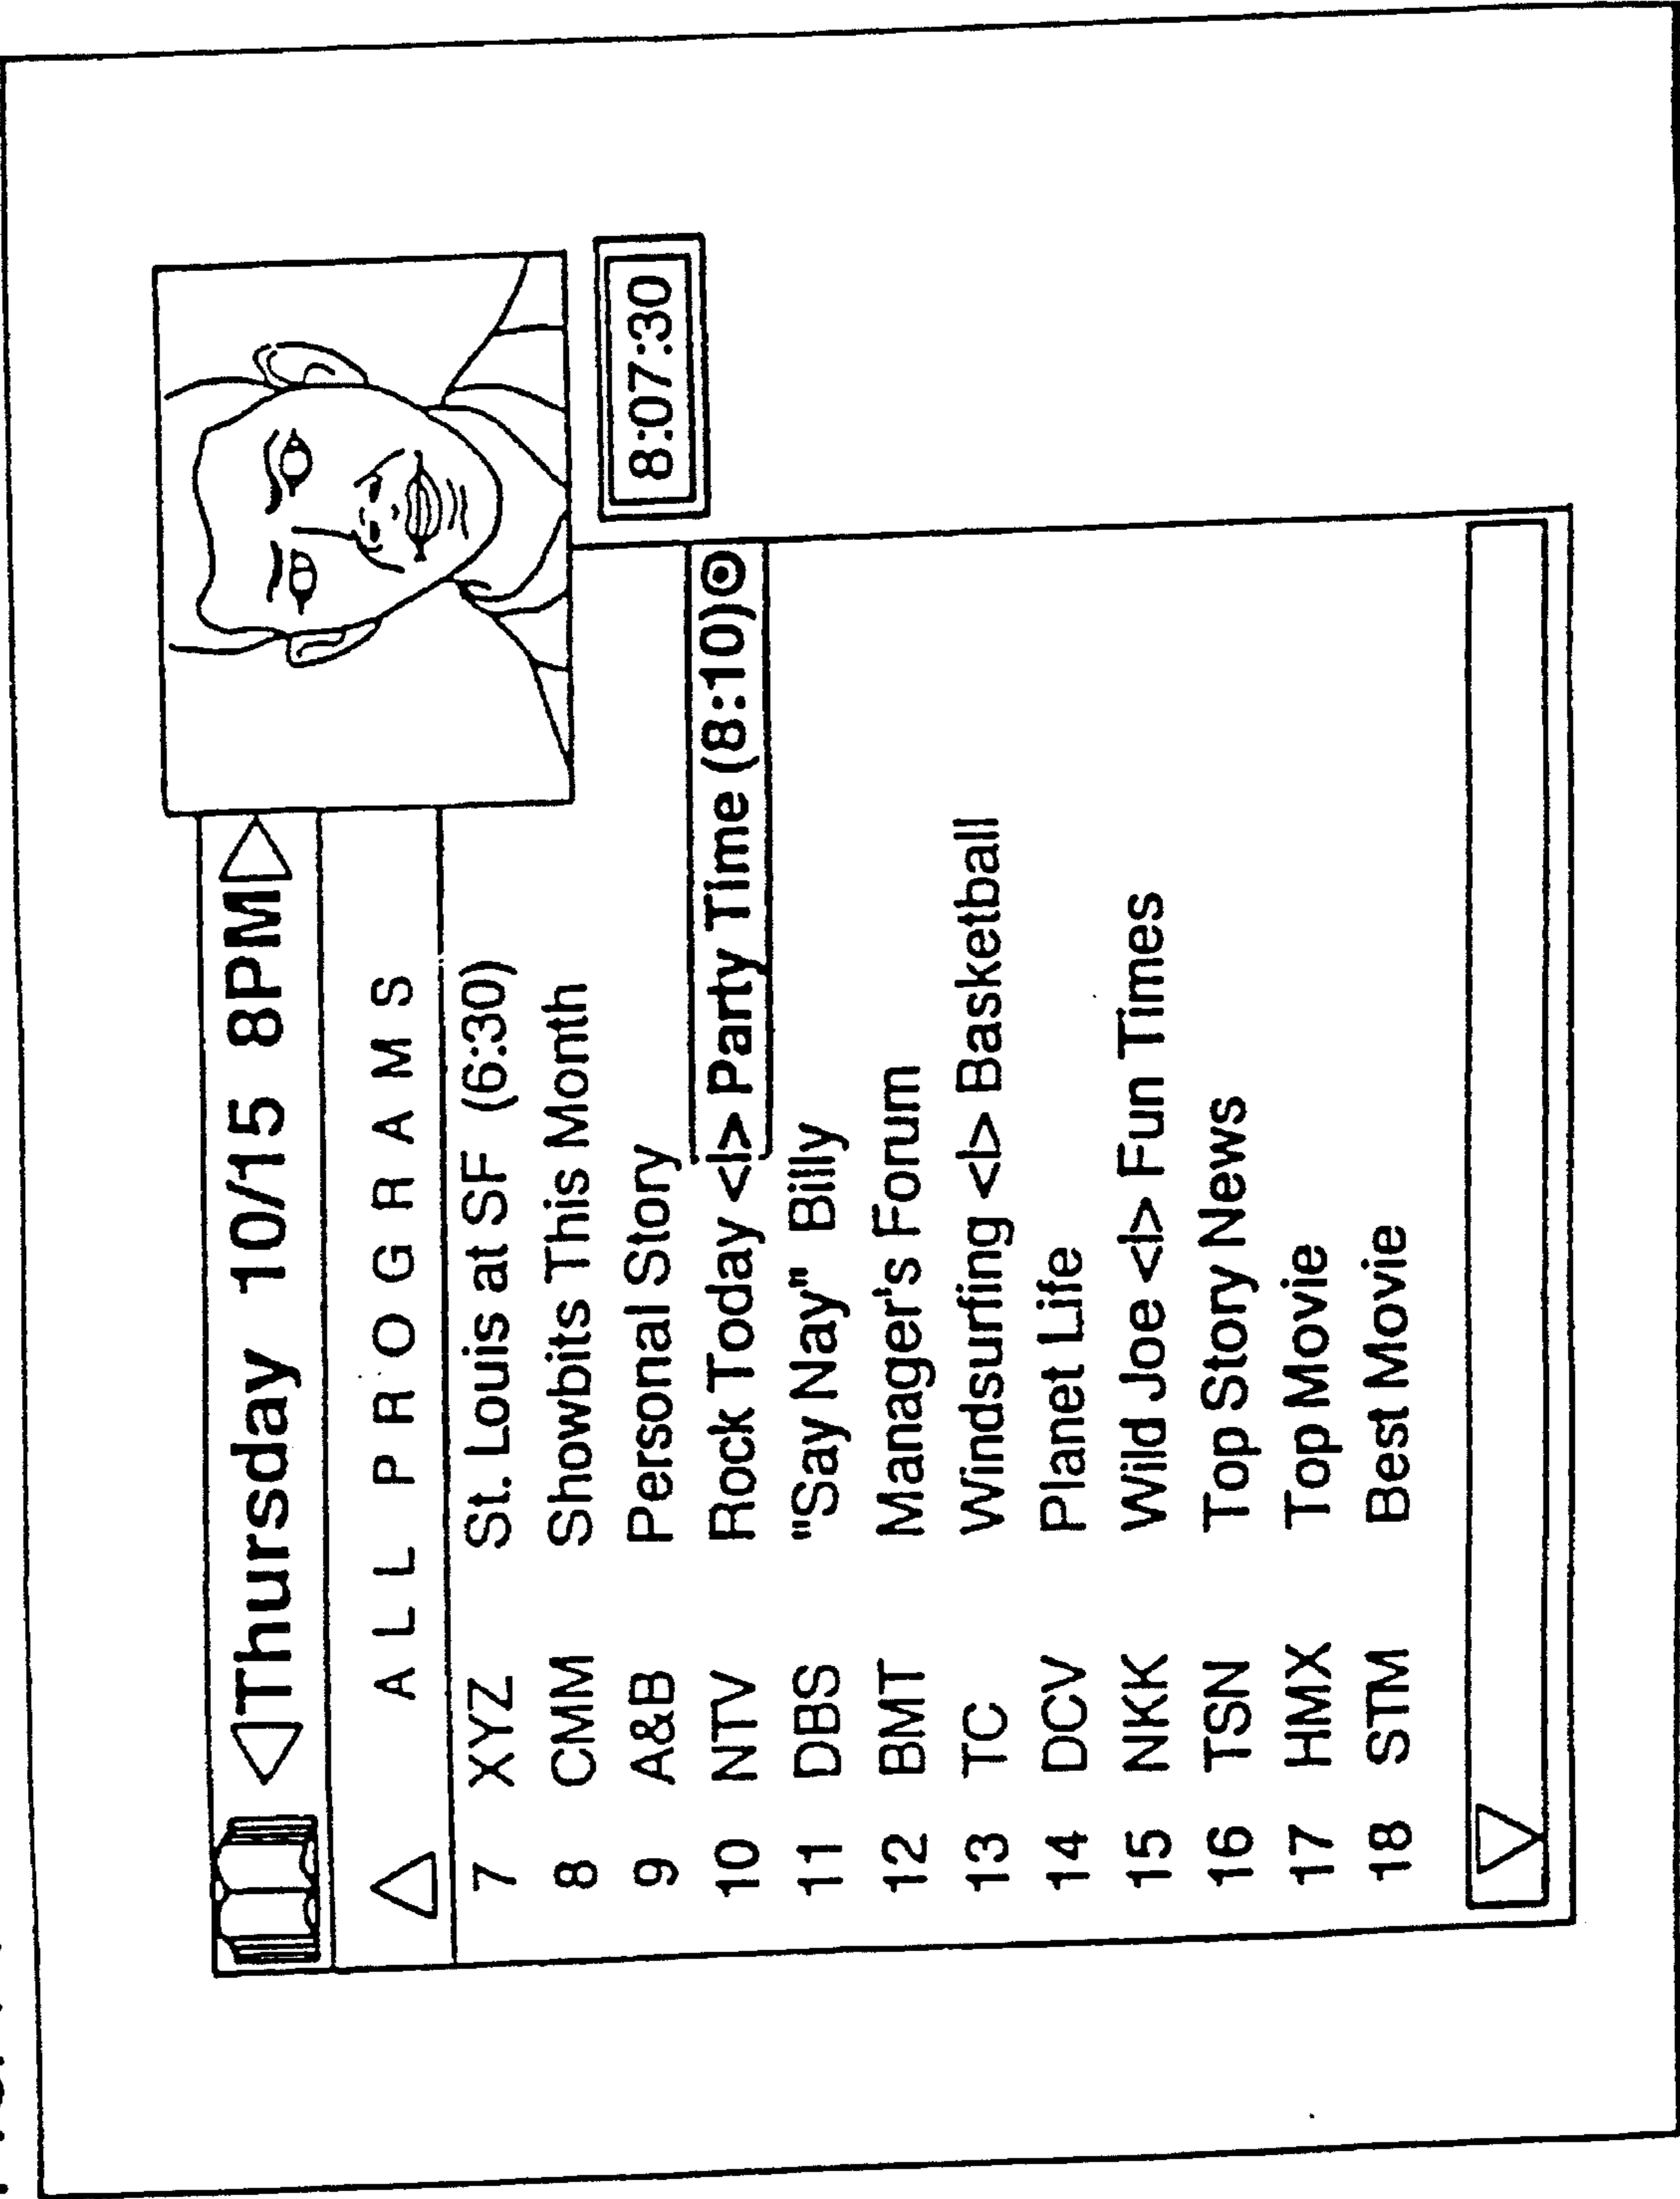 Thursday 10/15 8PM
ALL PROGRAMS
8:07:30
7 XYZ St. Louis at SF (6:30)
8 CMM Showbits This Month
9 A&B Personal Story
10 NTV Rock Today <I> Party Time (8:10)
11 DBS "Say Nay" Billy
12 BMT Manager's Forum
13 TC Windsurfing <I> Basketball
14 DCV Planet Life
15 NKK Wild Joe <I> Fun Times
16 TSN Top Story News
17 HMX Top Movie
18 STM Best Movie